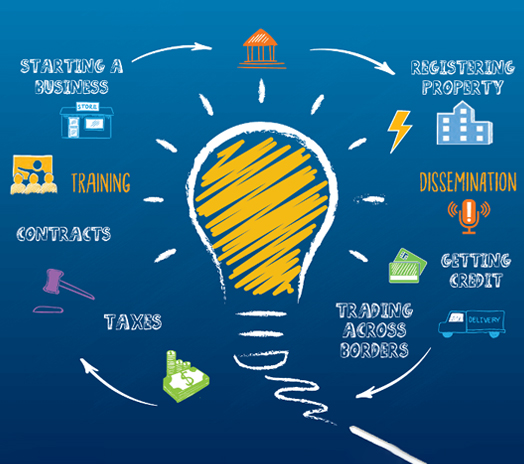 STARTING A
BUSINESS
STORE
TRAINING
CONTRACTS
TAXES
REGISTERING
PROPERTY
DISSEMINATION
GETTING
CREDIT
DELIVERY
TRADING
ACROSS
BORDERS
$